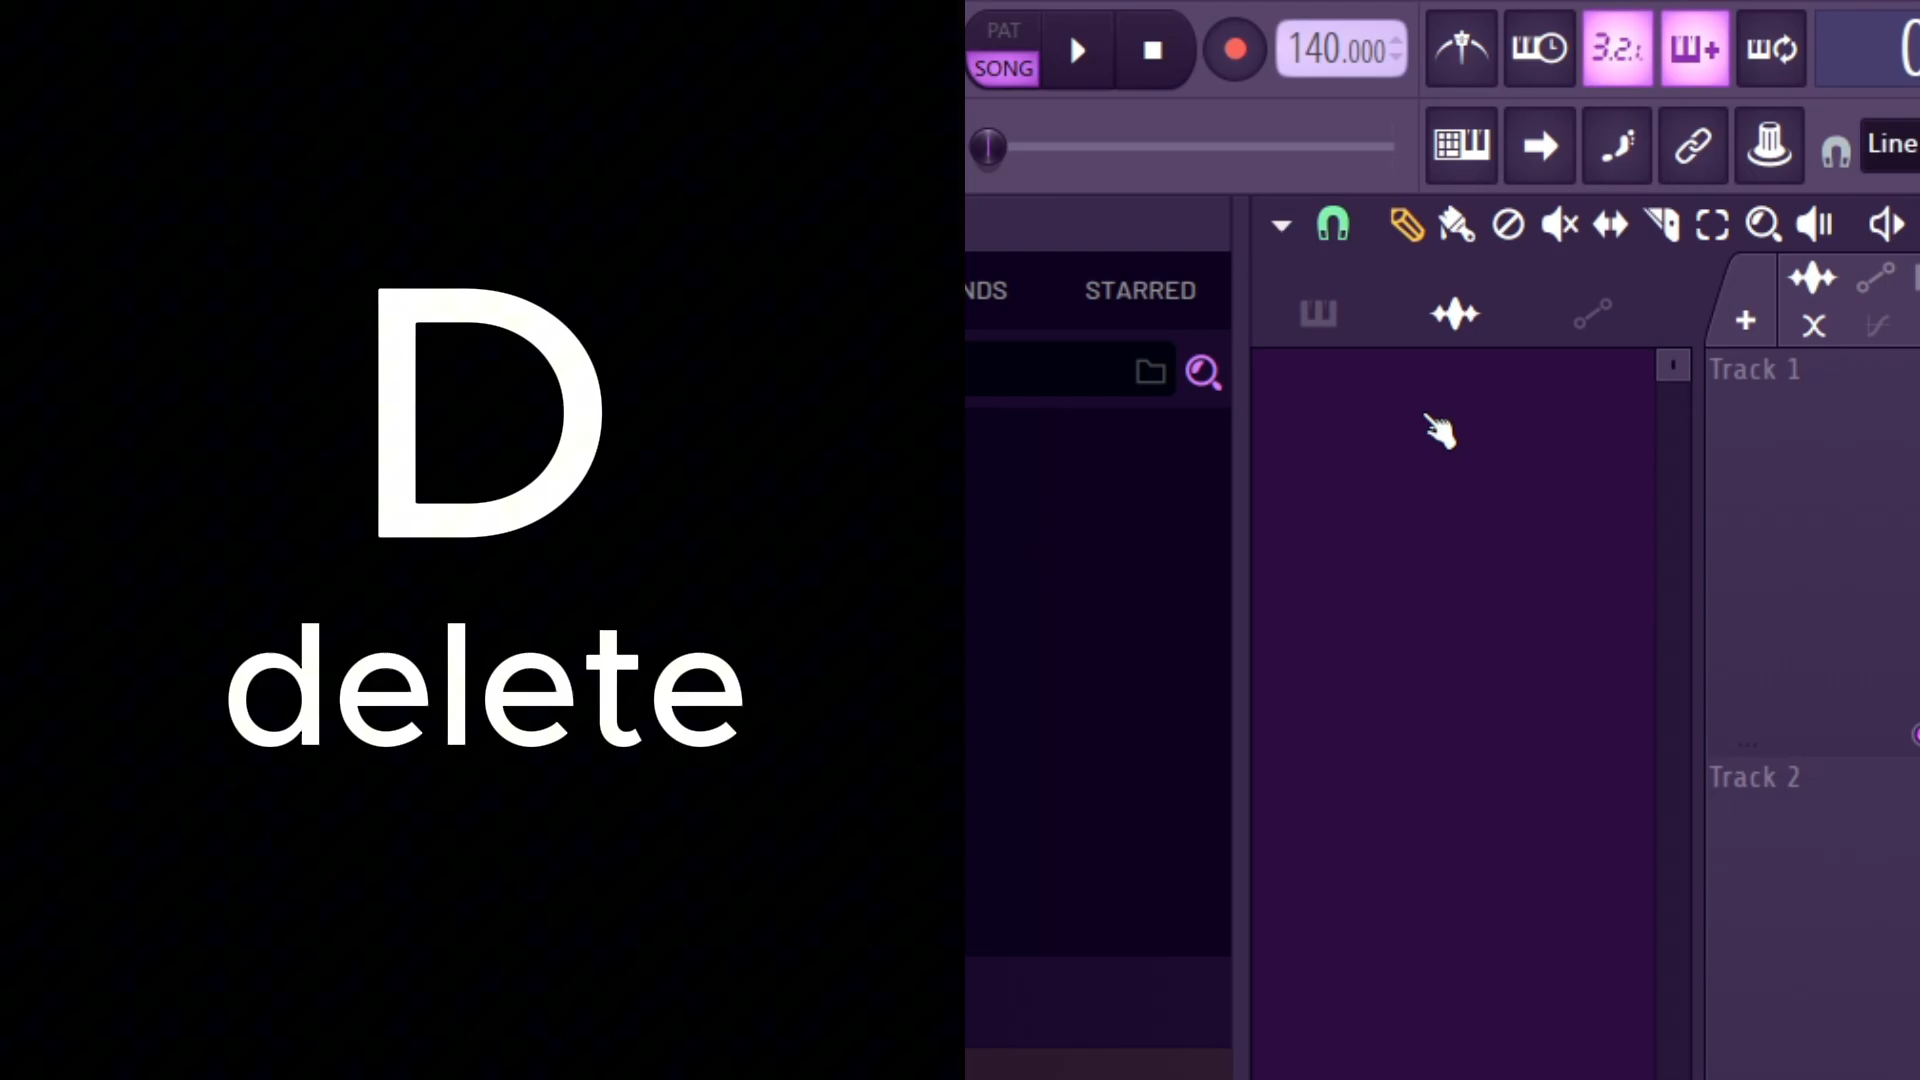 D
delete
PAT
SONG
140.000
3.2.
Line
NDS
STARRED
+
Track 1
...
Track 2